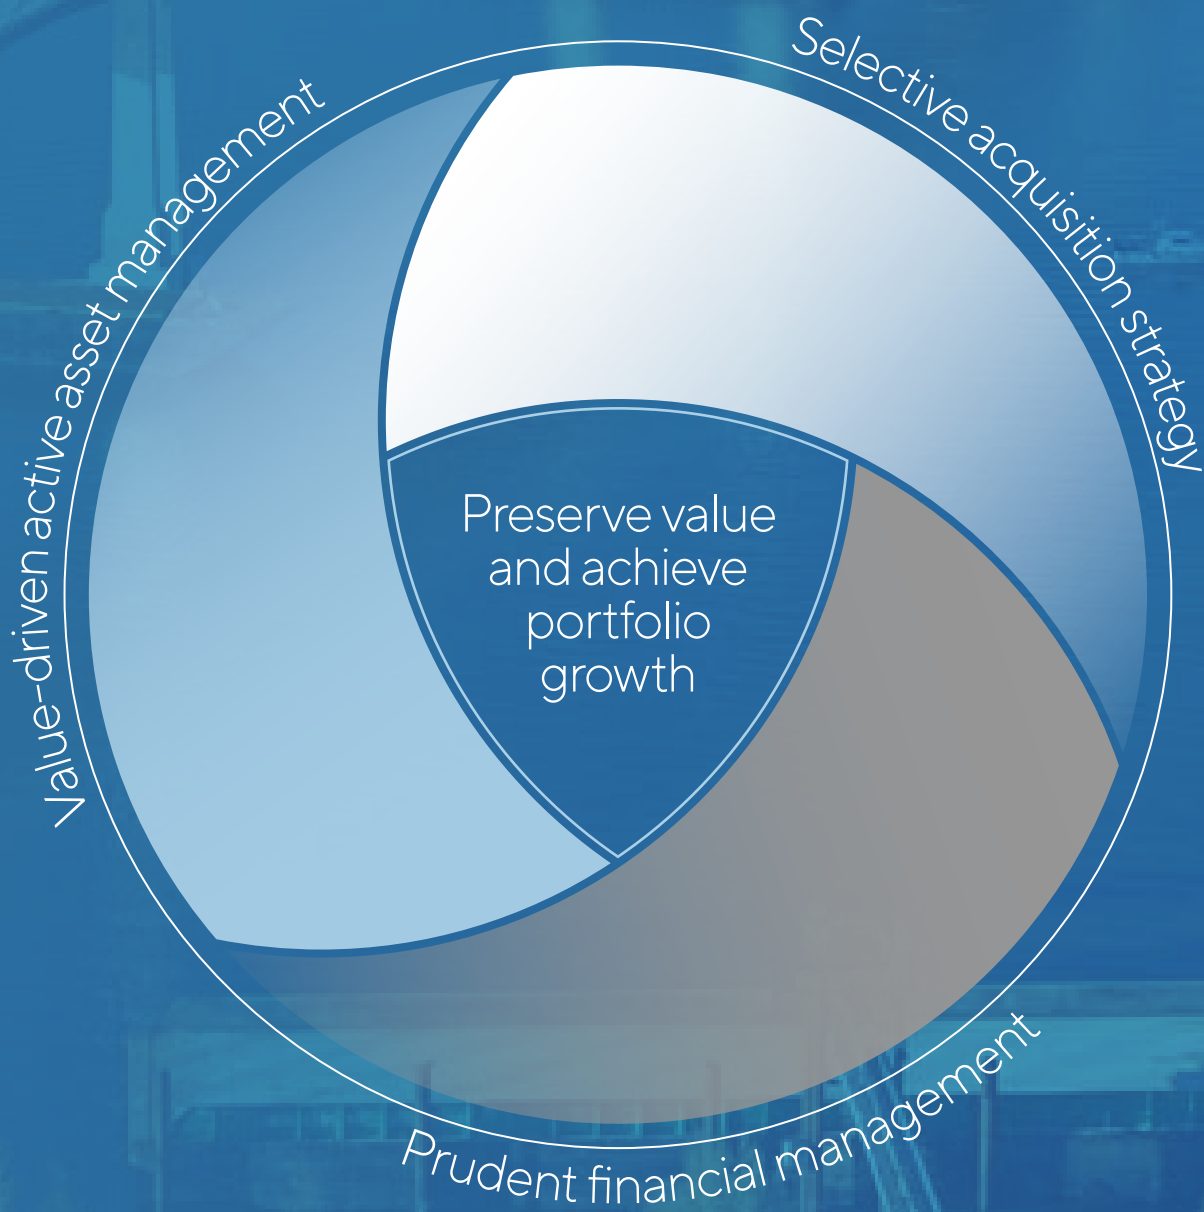 Value-driven active asset management
Selective acquisition strategy
Preserve value
and achieve
portfolio
growth
Prudent financial management